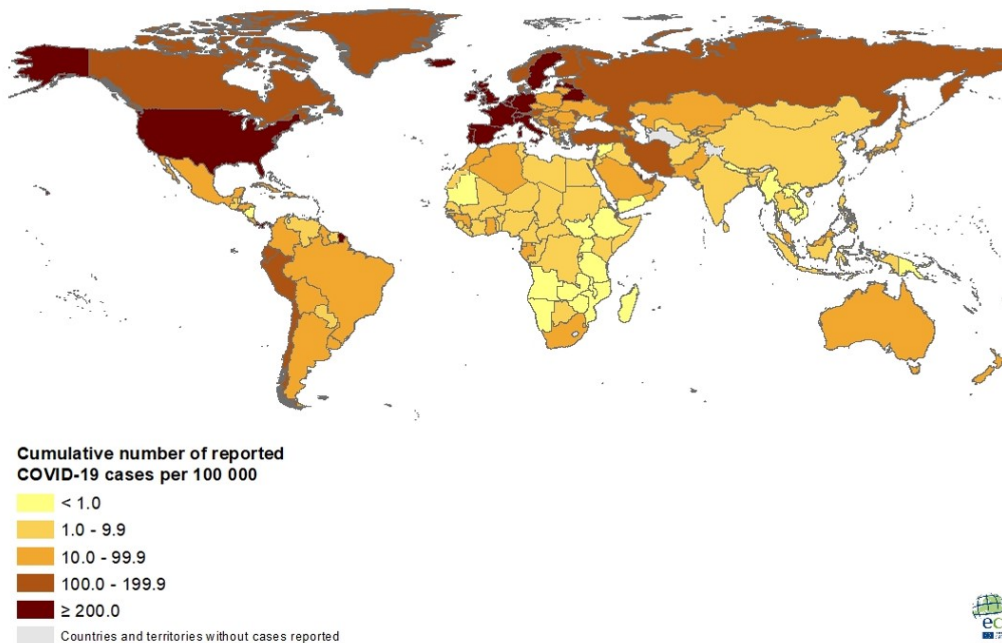 Cumulative number of reported
COVID-19 cases per 100 000
< 1.0
1.0 - 9.9
10.0 - 99.9
100.0 - 199.9
≥ 200.0
Countries and territories without cases reported
ec